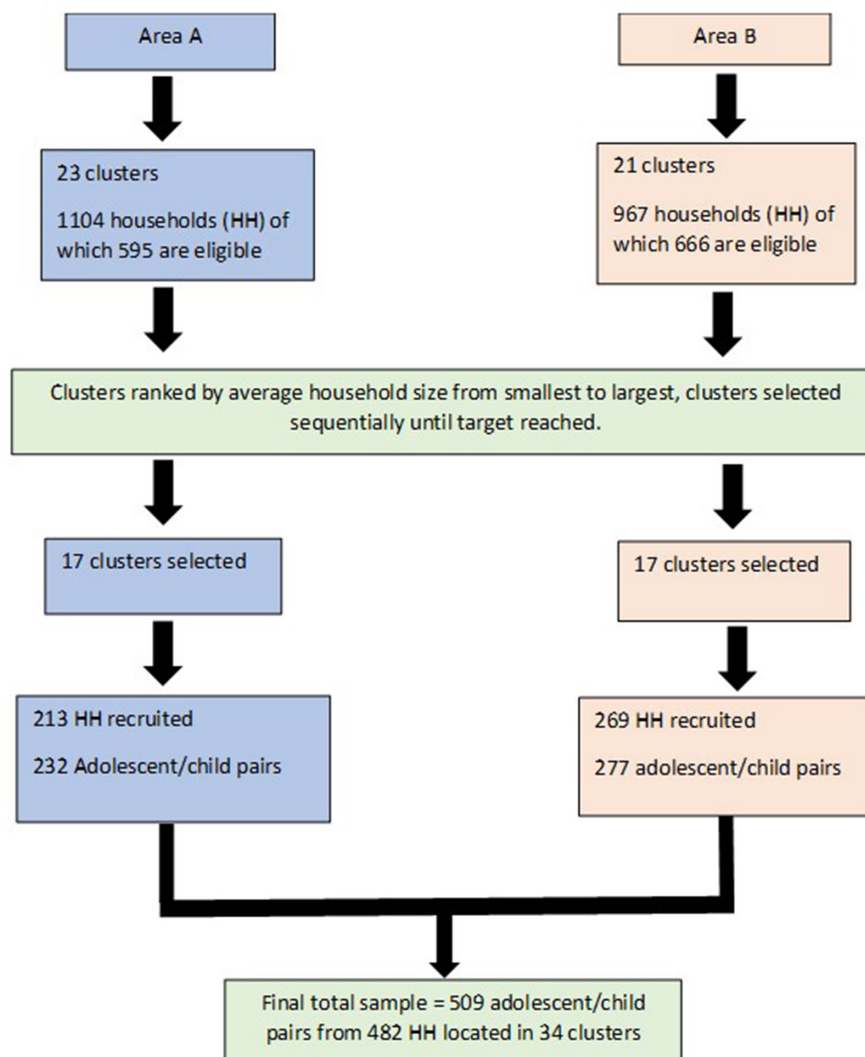 Area A
Area B
23 clusters
1104 households (HH) of
which 595 are eligible
21 clusters
967 households (HH) of
which 666 are eligible
Clusters ranked by average household size from smallest to largest, clusters selected
sequentially until target reached.
17 clusters selected
17 clusters selected
213 HH recruited
232 Adolescent/child pairs
269 HH recruited
277 adolescent/child pairs
Final total sample = 509 adolescent/child
pairs from 482 HH located in 34 clusters